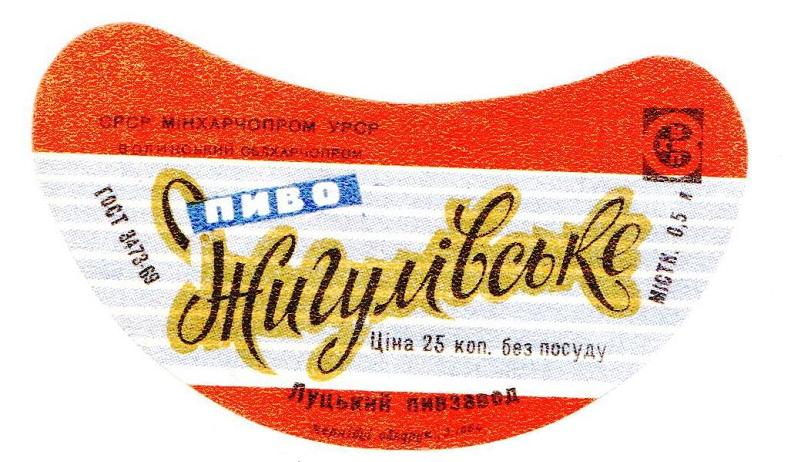 СРСР МІНХАРЧОПРОМ УРСР
ВОЛИНСЬКИЙ ОБЛХАРЧОПРОМ
ГОСТ 3473-69
ПИВО
Жигулівське
МІСТК. 0,5 л
Ціна 25 коп. без посуду
Луцький пивзавод